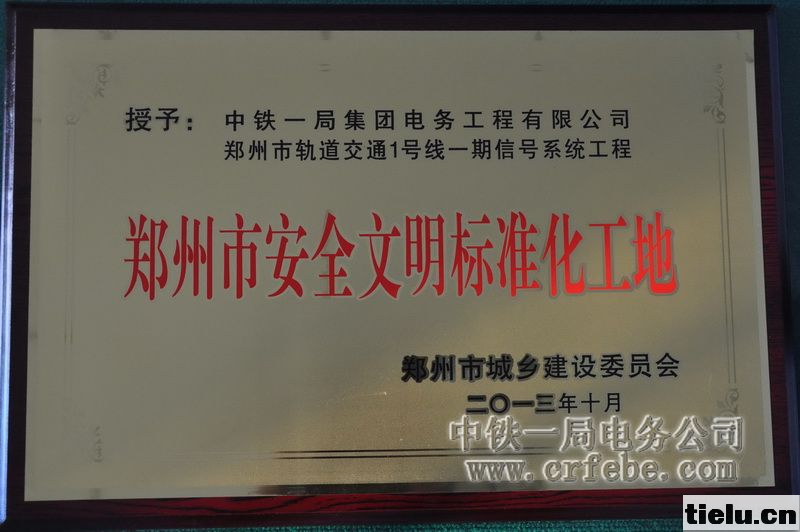 授予：中铁一局集团电务工程有限公司
郑州市轨道交通1号线一期信号系统工程
郑州市安全文明标准化工地
郑州市城乡建设委员会
二〇一三年十月
中铁一局电务公司
www.crfebe.com
tielu.cn